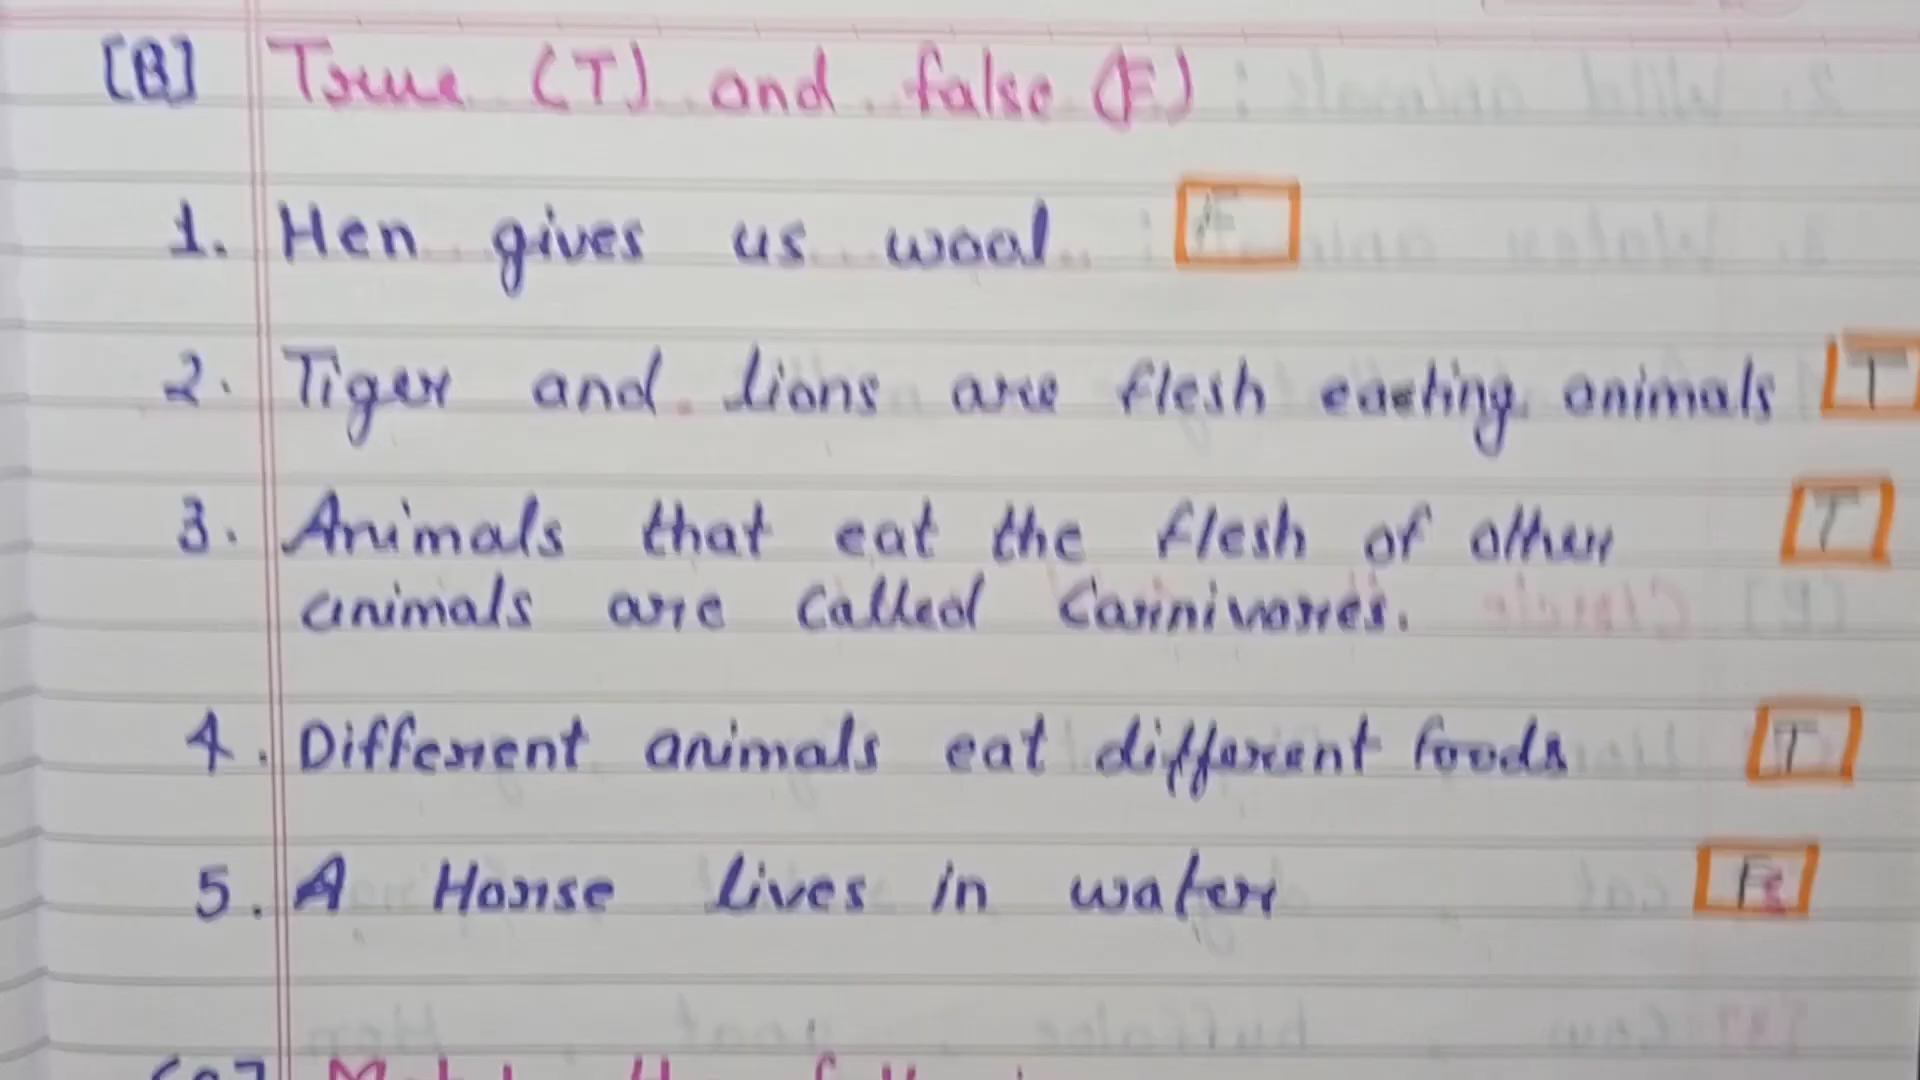 [B] True (T) and false (F)
1. Hen gives us wool. F
2. Tiger and lions are flesh eating animals T
3. Animals that eat the flesh of other T
animals are called Carnivores.
4. Different animals eat different foods T
5. A Horse lives in water F